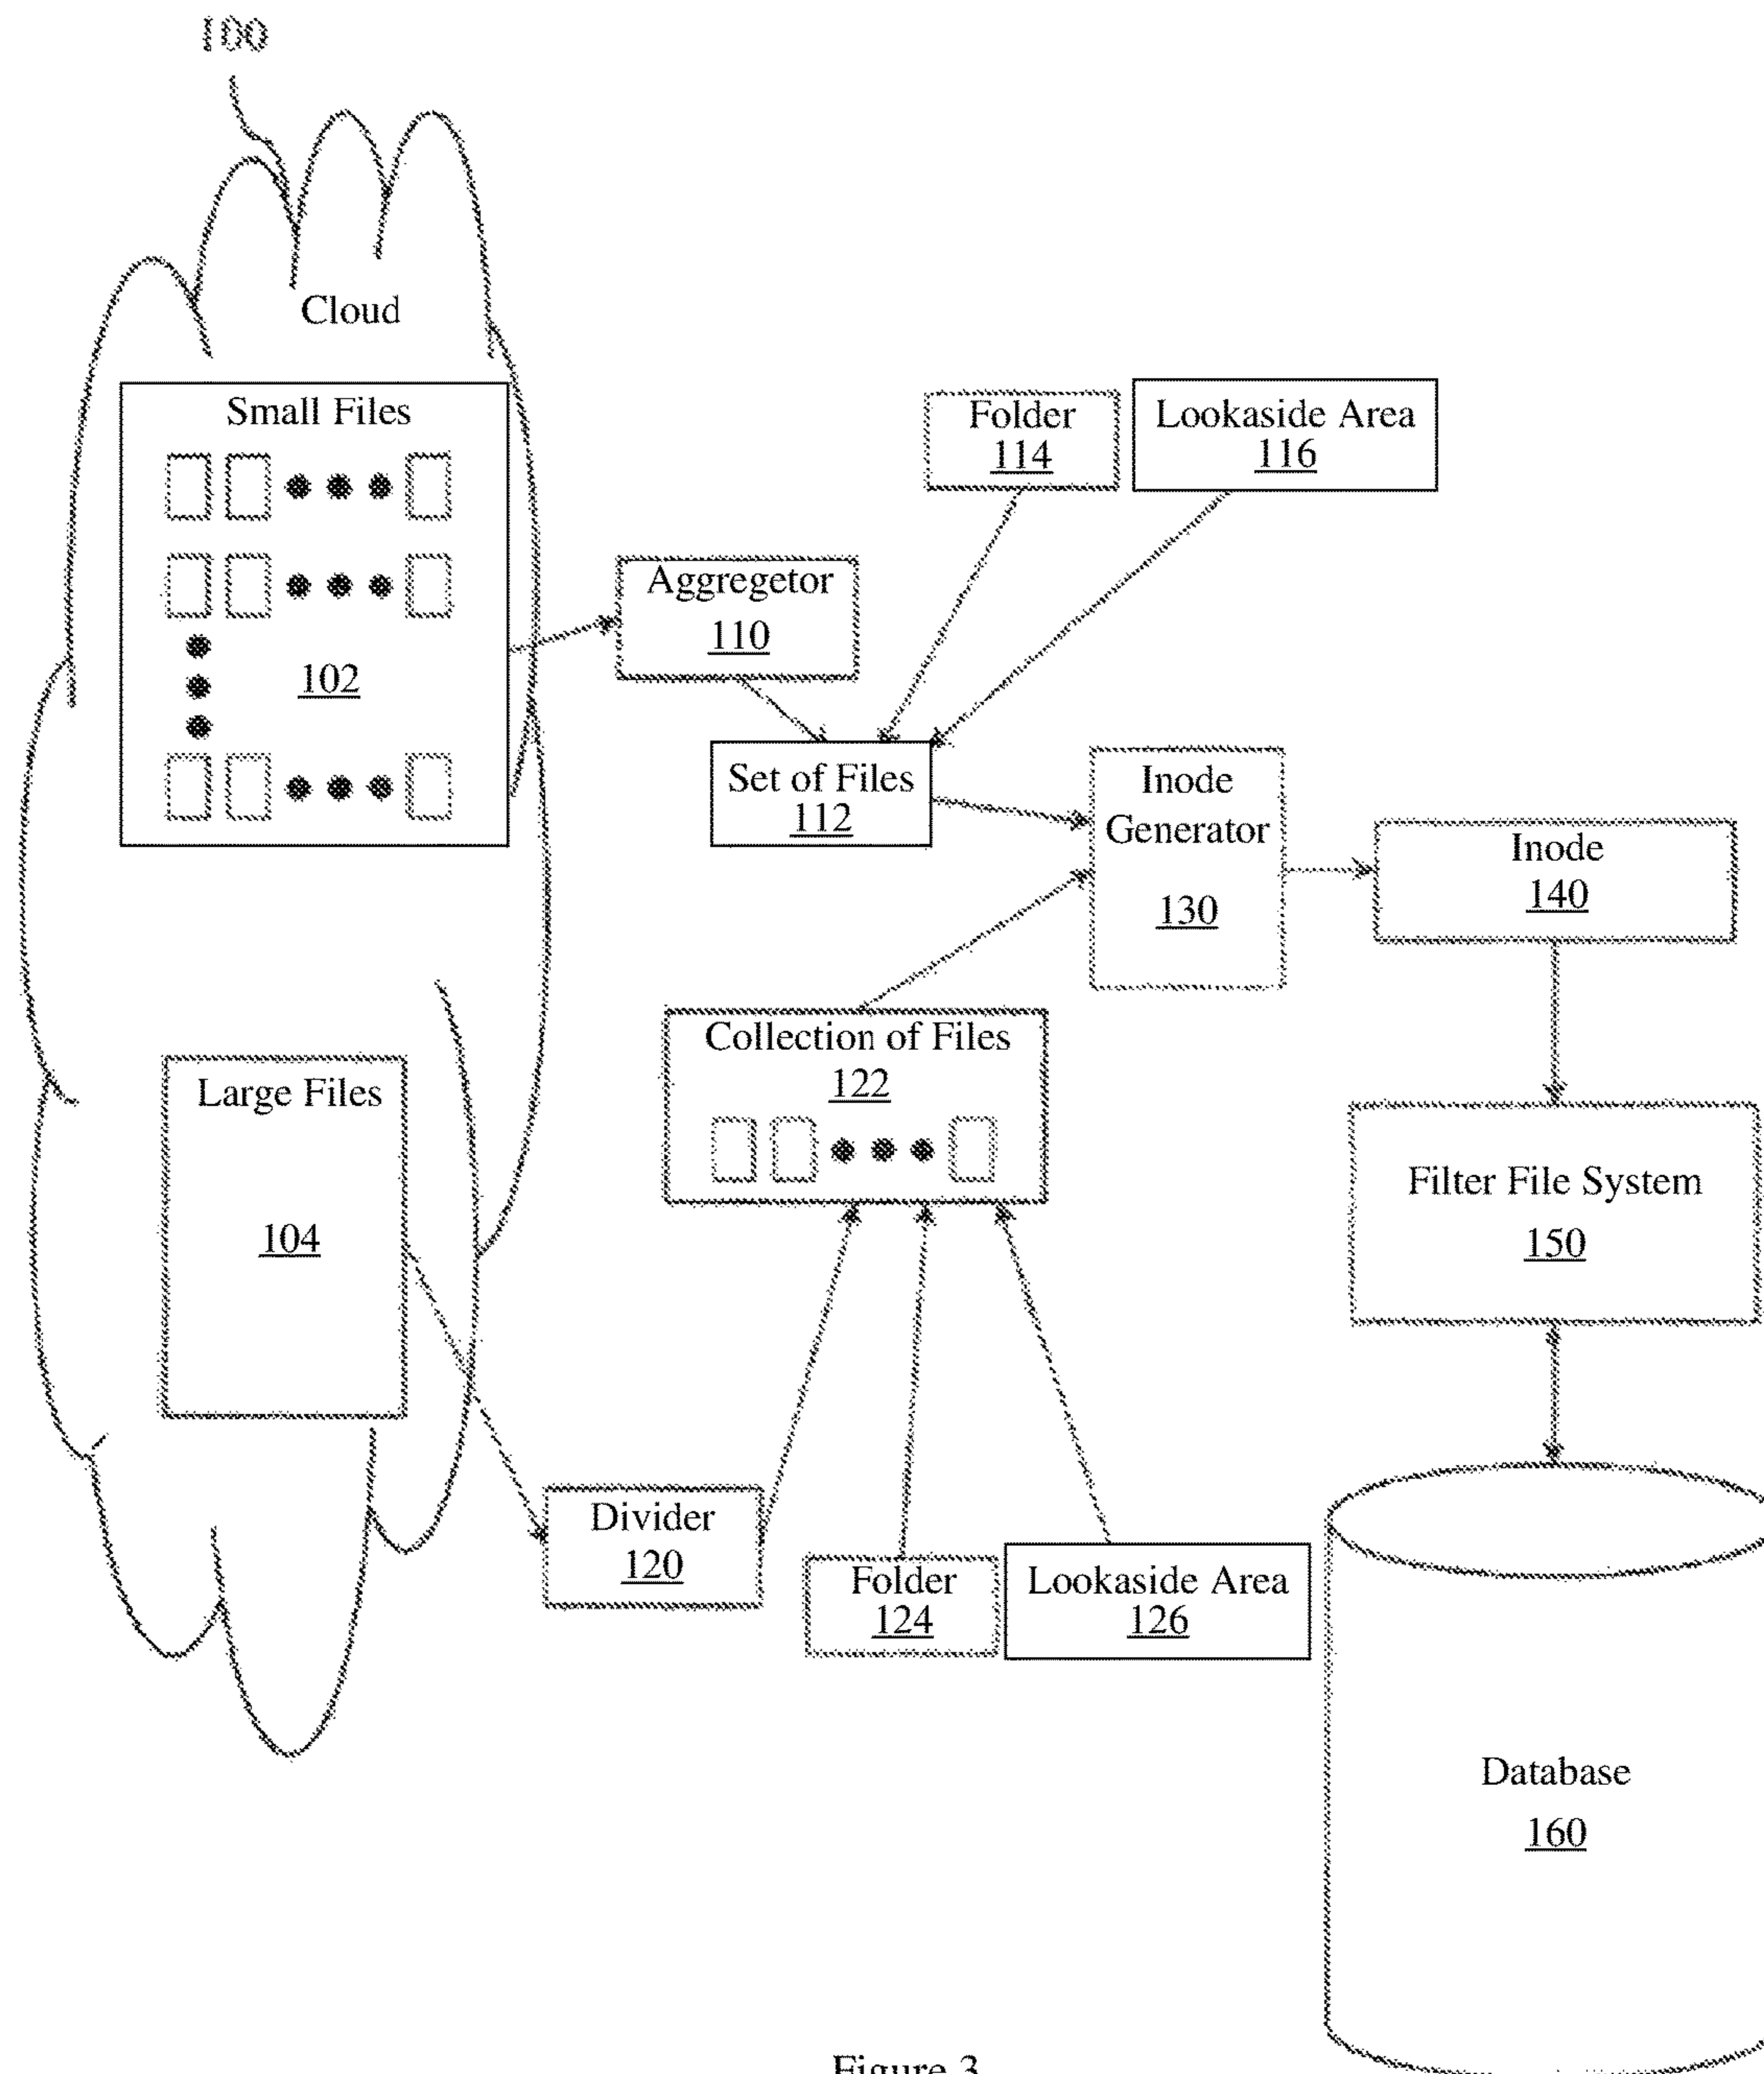 100
Cloud
Small Files
102
Folder
114
Lookaside Area
116
Aggregetor
110
Set of Files
112
Inode
Generator
130
Inode
140
Collection of Files
122
Large Files
104
Filter File System
150
Divider
120
Folder
124
Lookaside Area
126
Database
160
Figure 3